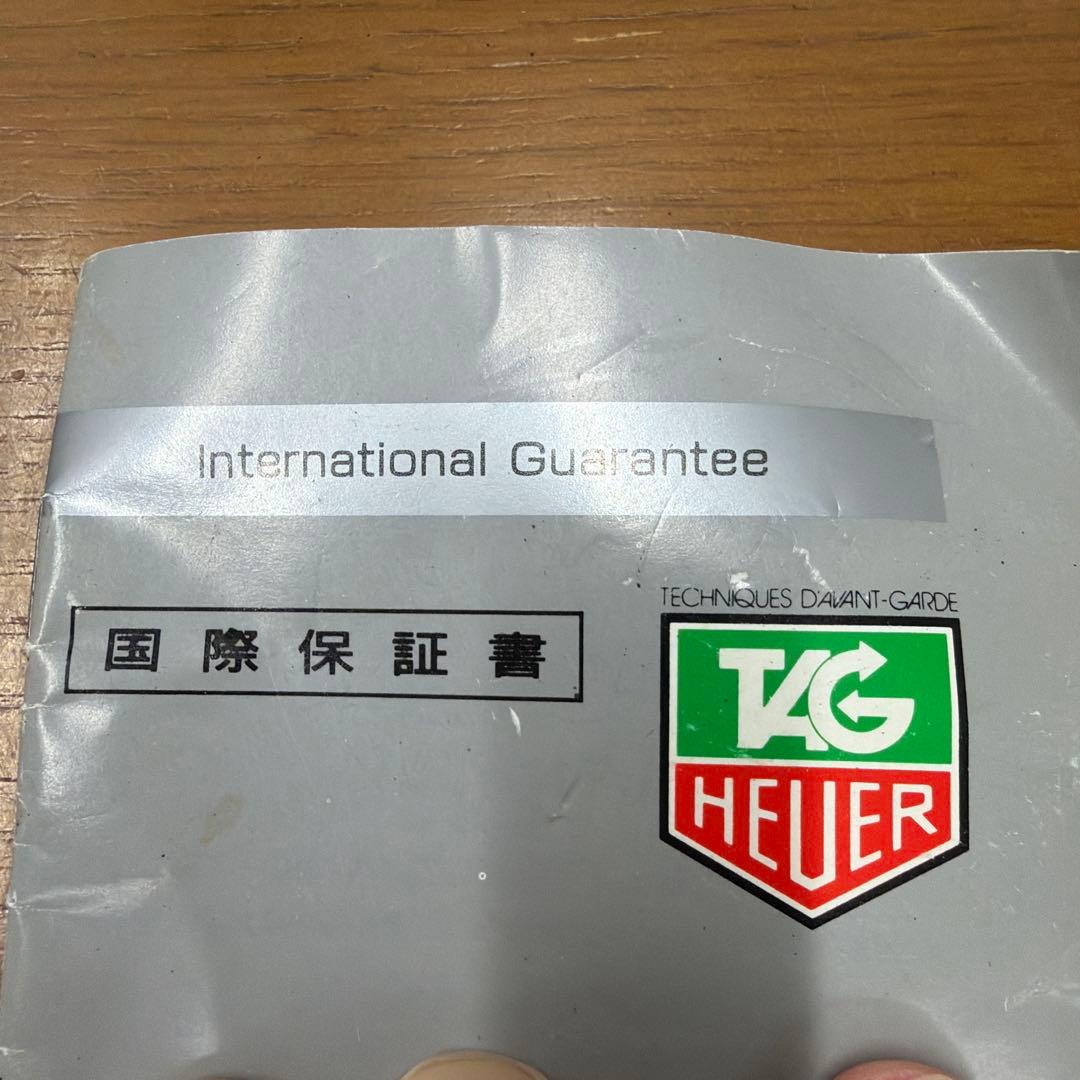 International Guarantee
国際保証書
TECHNIQUES D'AVANT-GARDE
TAG
HEUER